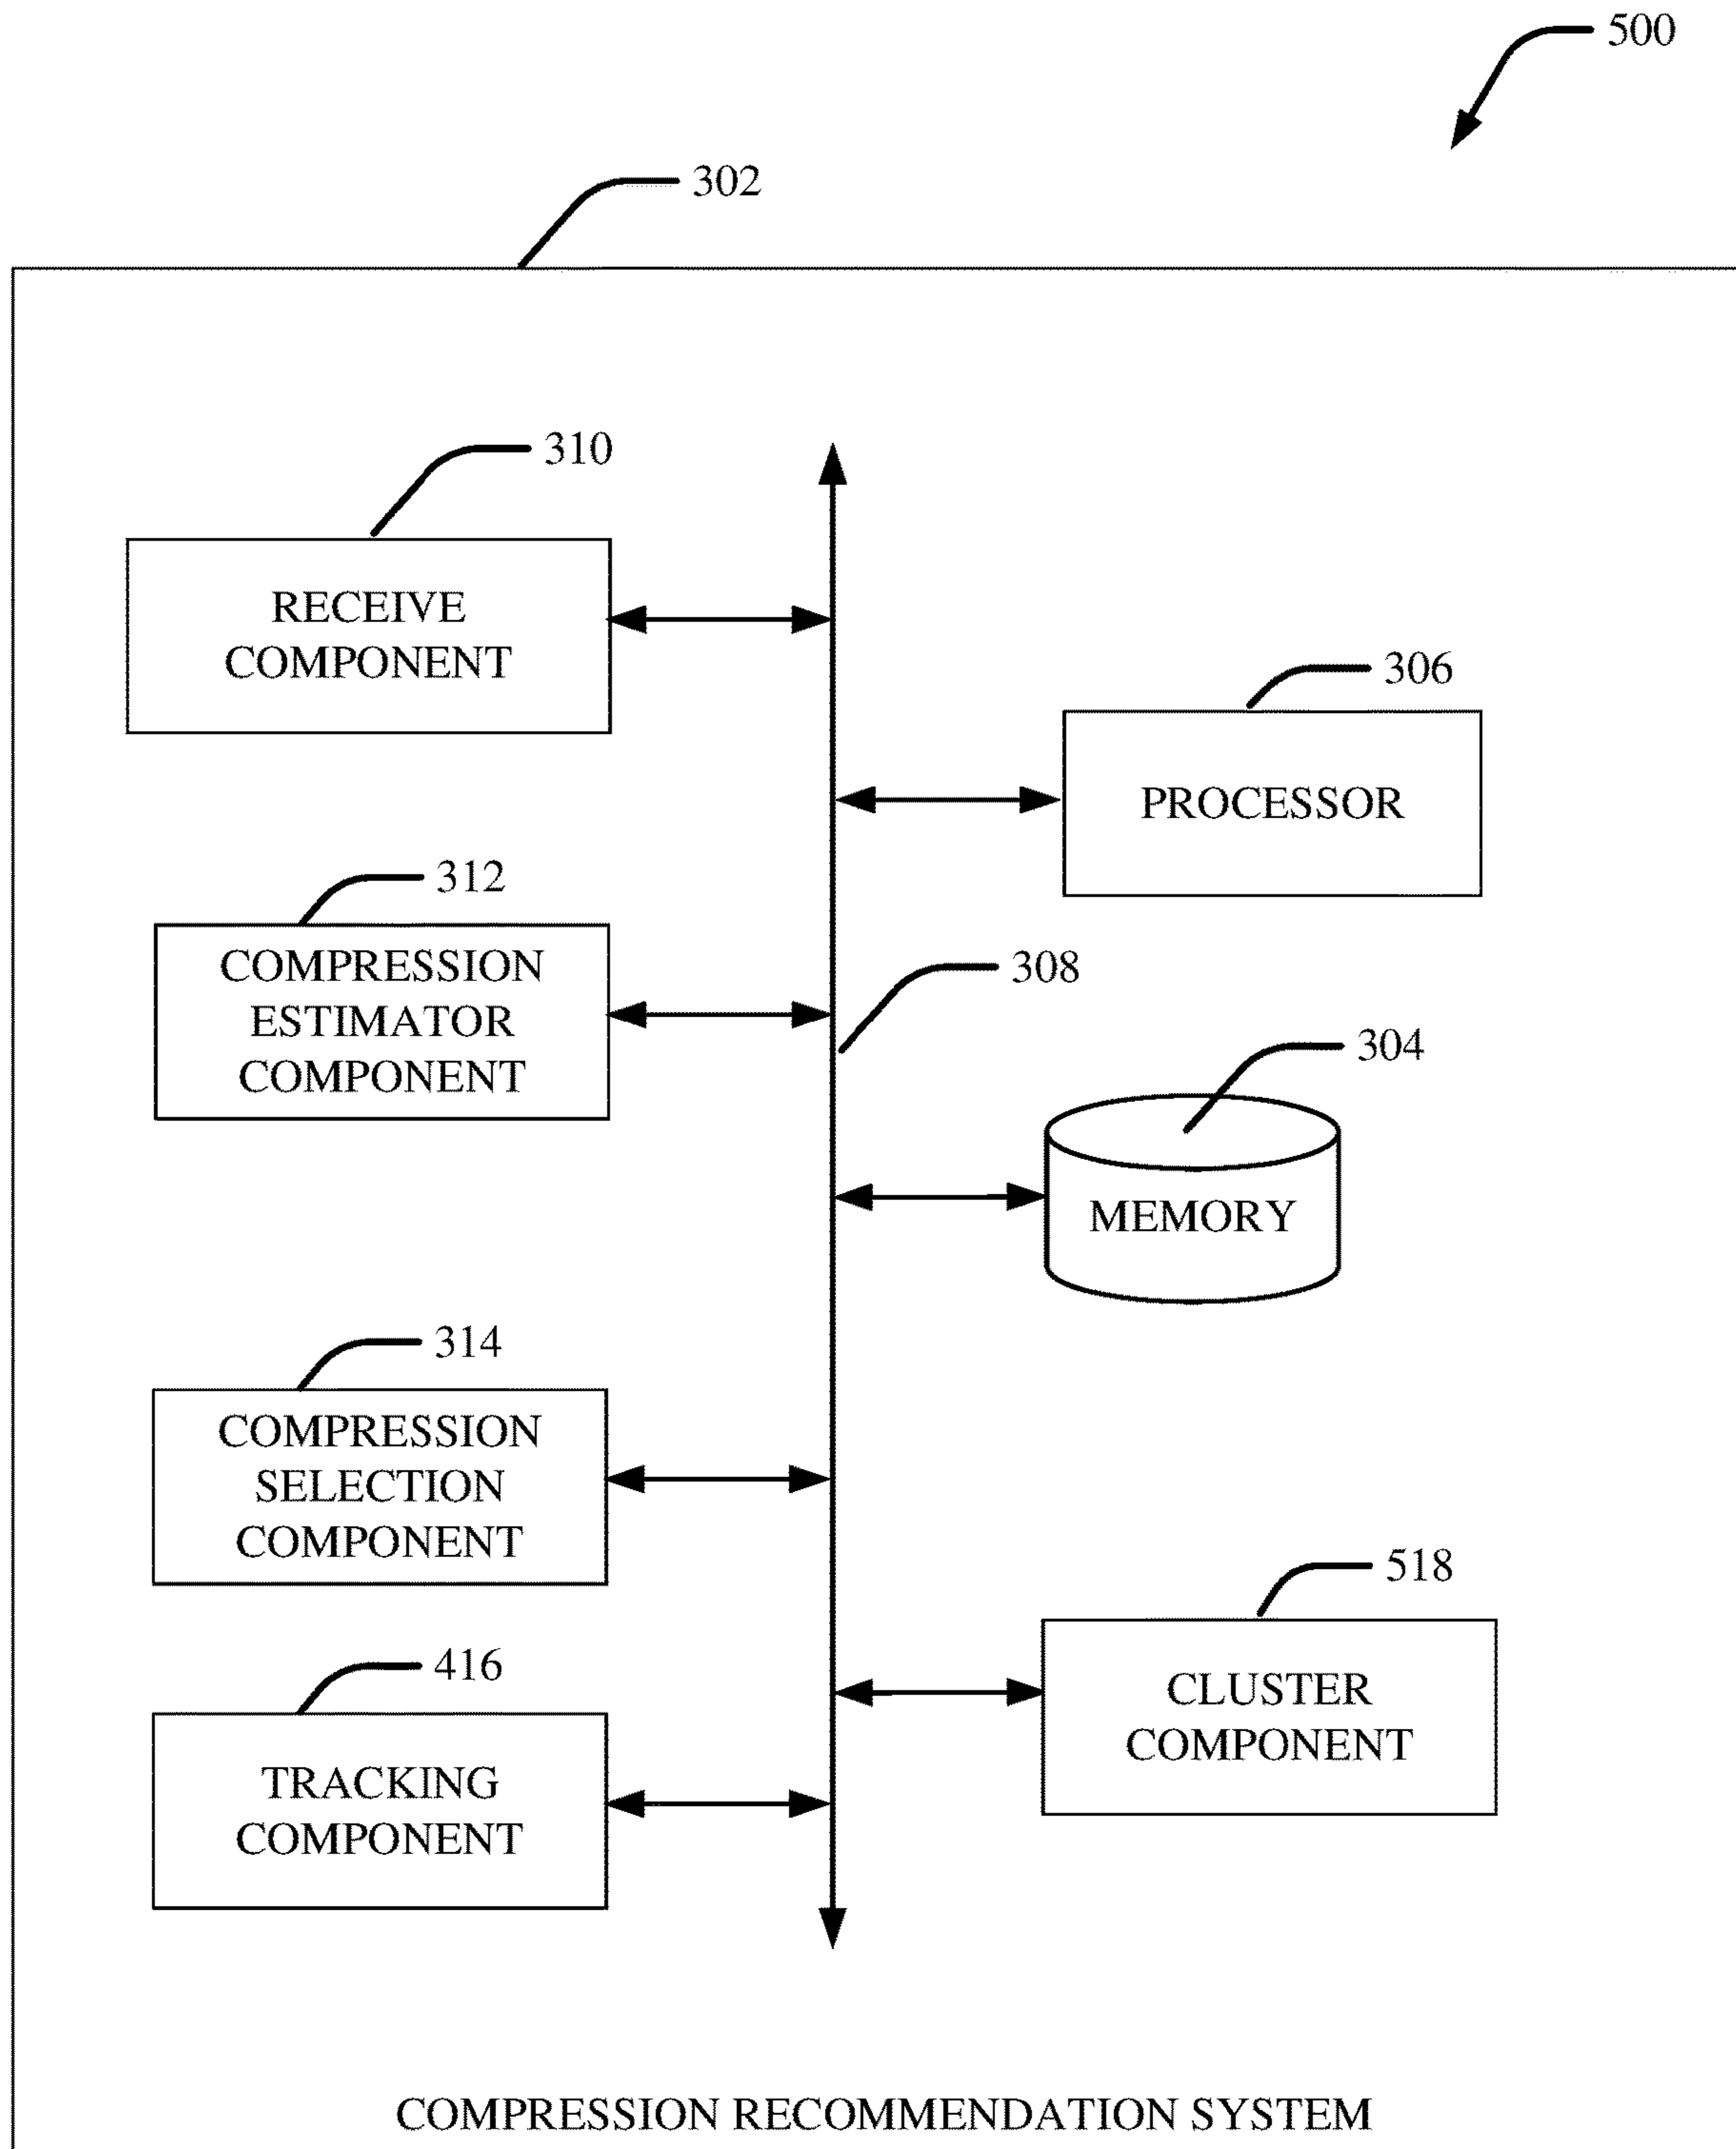 500
302
310
RECEIVE
COMPONENT
306
PROCESSOR
312
COMPRESSION
ESTIMATOR
COMPONENT
308
304
MEMORY
314
COMPRESSION
SELECTION
COMPONENT
518
CLUSTER
COMPONENT
416
TRACKING
COMPONENT
COMPRESSION RECOMMENDATION SYSTEM